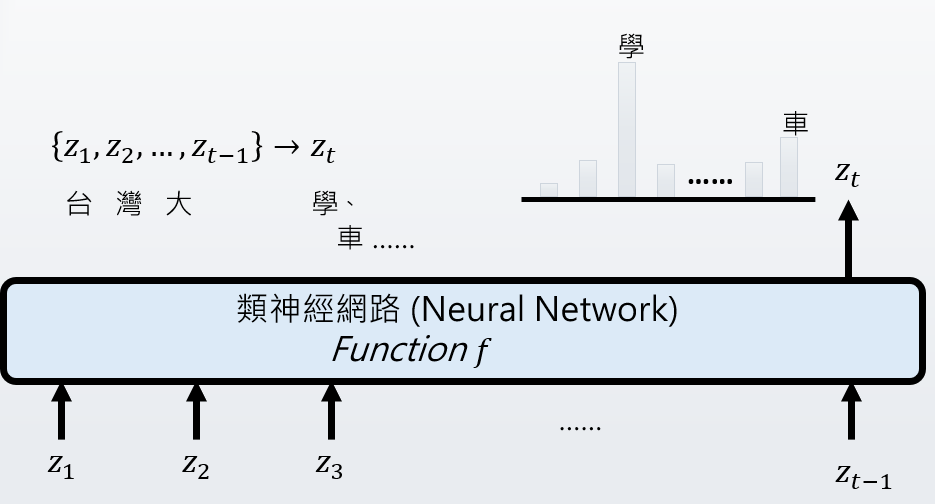 學
車
{z₁, z₂, ..., zₜ₋₁} → zₜ
zₜ
台 灣 大 學、
車 ......
......
類神經網路 (Neural Network)
Function f
......
z₁ z₂ z₃ zₜ₋₁